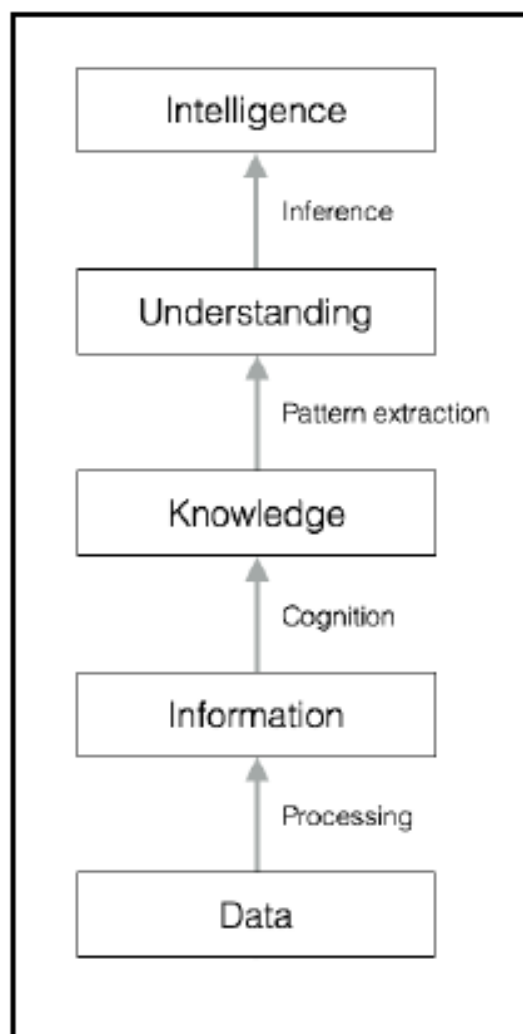 Intelligence
Inference
Understanding
Pattern extraction
Knowledge
Cognition
Information
Processing
Data